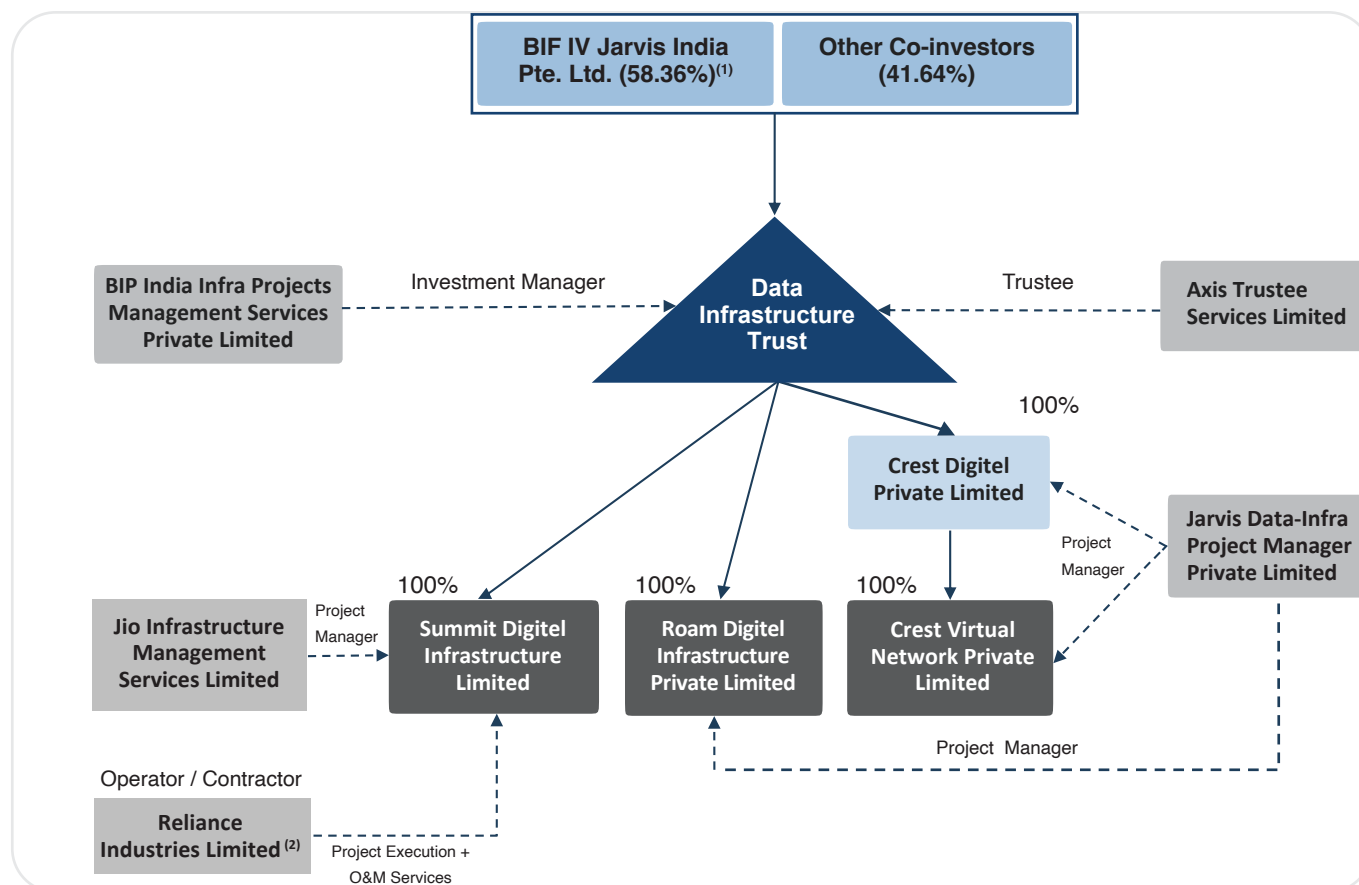 BIF IV Jarvis India
Pte. Ltd. (58.36%)(1)
Other Co-investors
(41.64%)
BIP India Infra Projects
Management Services
Private Limited
Investment Manager
Data
Infrastructure
Trust
Trustee
Axis Trustee
Services Limited
100%
Crest Digitel
Private Limited
Jarvis Data-Infra
Project Manager
Private Limited
Project
Manager
100%
100%
100%
Jio Infrastructure
Management
Services Limited
Project
Manager
Summit Digitel
Infrastructure
Limited
Roam Digitel
Infrastructure
Private Limited
Crest Virtual
Network Private
Limited
Project Manager
Operator / Contractor
Reliance
Industries Limited (2)
Project Execution +
O&M Services